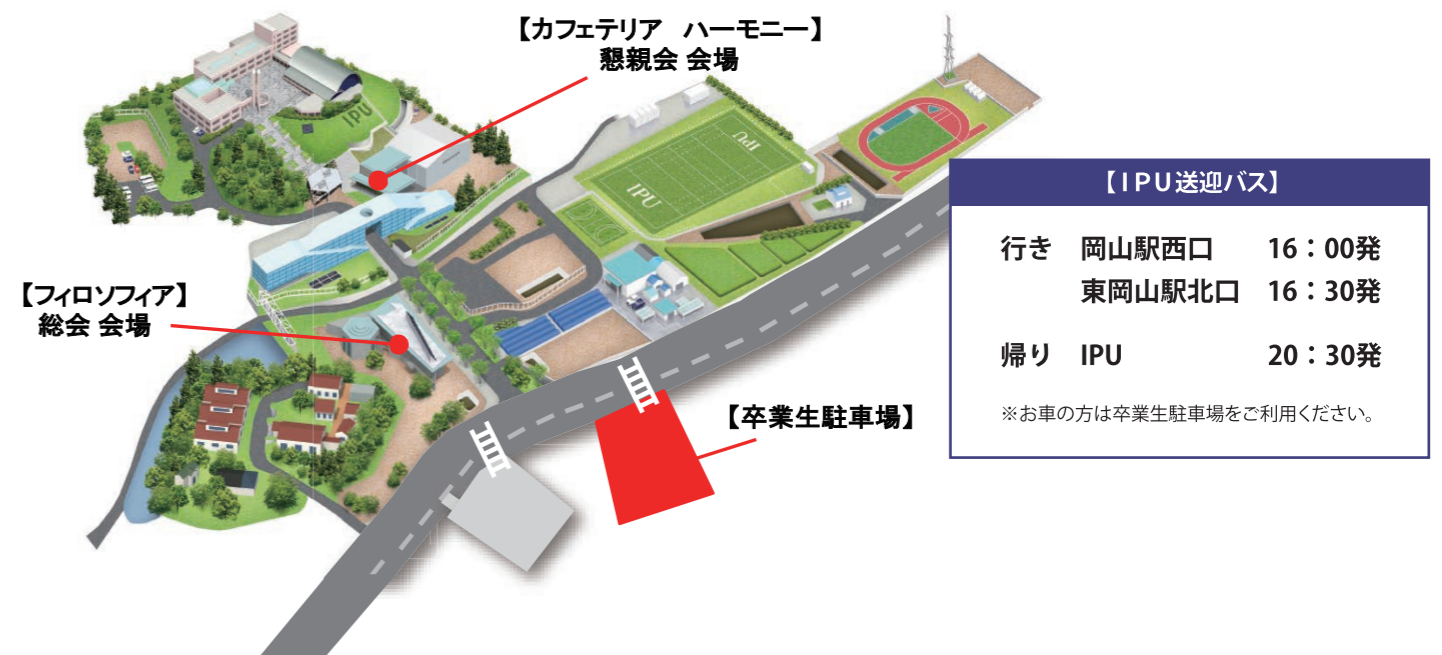 【カフェテリア　ハーモニー】
懇親会 会場
IPU
IPU
IPU
【フィロソフィア】
総会 会場
【卒業生駐車場】
【IPU送迎バス】
行き　岡山駅西口　16：00発
東岡山駅北口　16：30発
帰り　IPU　20：30発
※お車の方は卒業生駐車場をご利用ください。